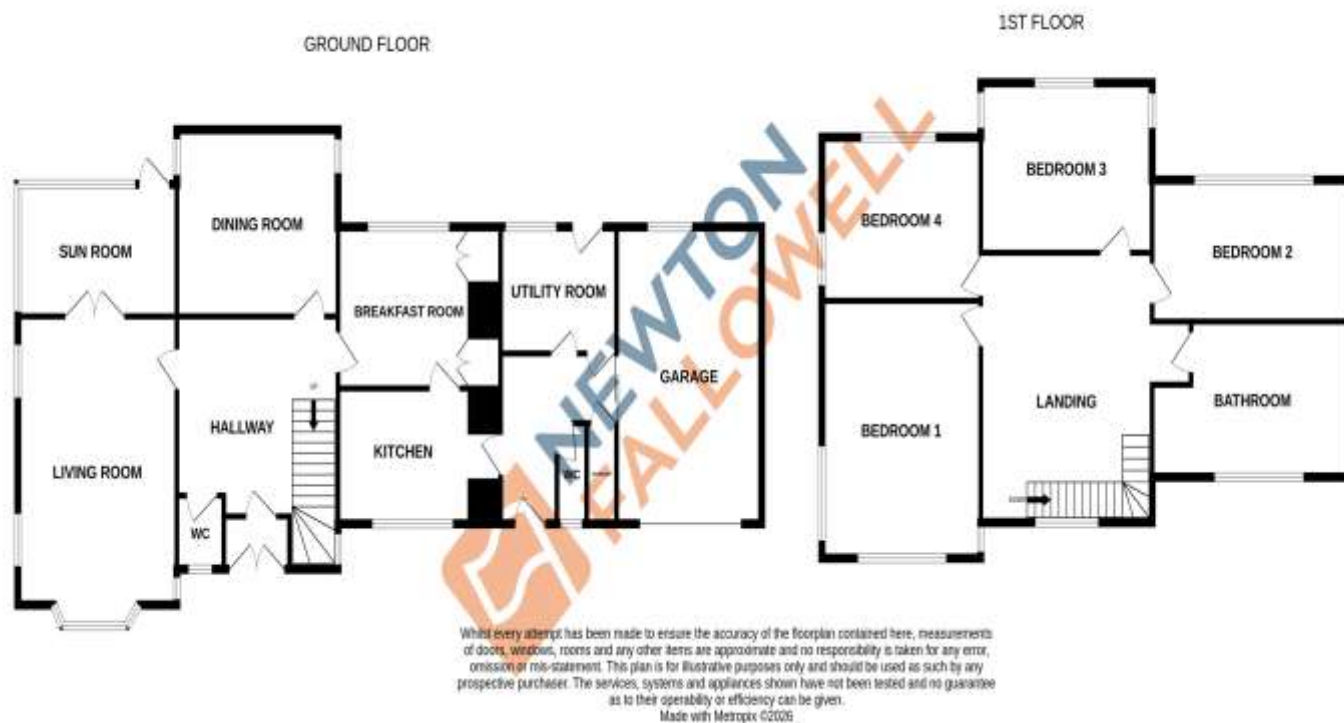 GROUND FLOOR
1ST FLOOR
DINING ROOM
SUN ROOM
BREAKFAST ROOM
UTILITY ROOM
GARAGE
HALLWAY
KITCHEN
LIVING ROOM
WC
WC
BEDROOM 3
BEDROOM 4
BEDROOM 2
LANDING
BATHROOM
BEDROOM 1
NEWTON
FALLOWELL
Whilst every attempt has been made to ensure the accuracy of the floorplan contained here, measurements
of doors, windows, rooms and any other items are approximate and no responsibility is taken for any error,
omission or mis-statement. This plan is for illustrative purposes only and should be used as such by any
prospective purchaser. The services, systems and appliances shown have not been tested and no guarantee
as to their operability or efficiency can be given.
Made with Metropix ©2026